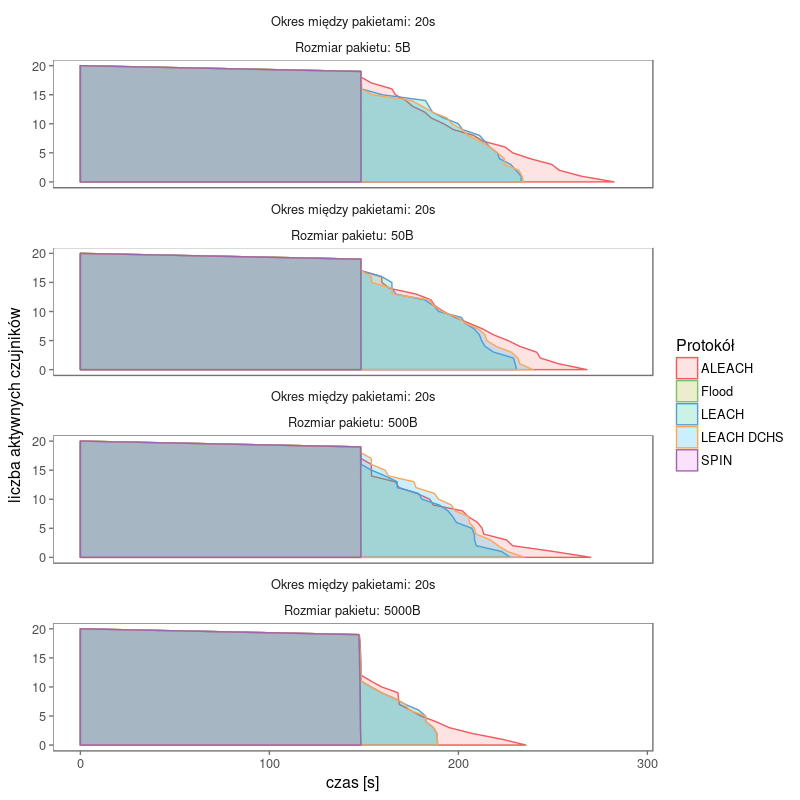 Okres między pakietami: 20s
Rozmiar pakietu: 5B
20
15
10
5
0
Okres między pakietami: 20s
Rozmiar pakietu: 50B
20
15
10
5
0
Okres między pakietami: 20s
Rozmiar pakietu: 500B
20
15
10
5
0
Okres między pakietami: 20s
Rozmiar pakietu: 5000B
20
15
10
5
0
0 100 200 300
czas [s]
liczba aktywnych czujników
Protokół
ALEACH
Flood
LEACH
LEACH DCHS
SPIN